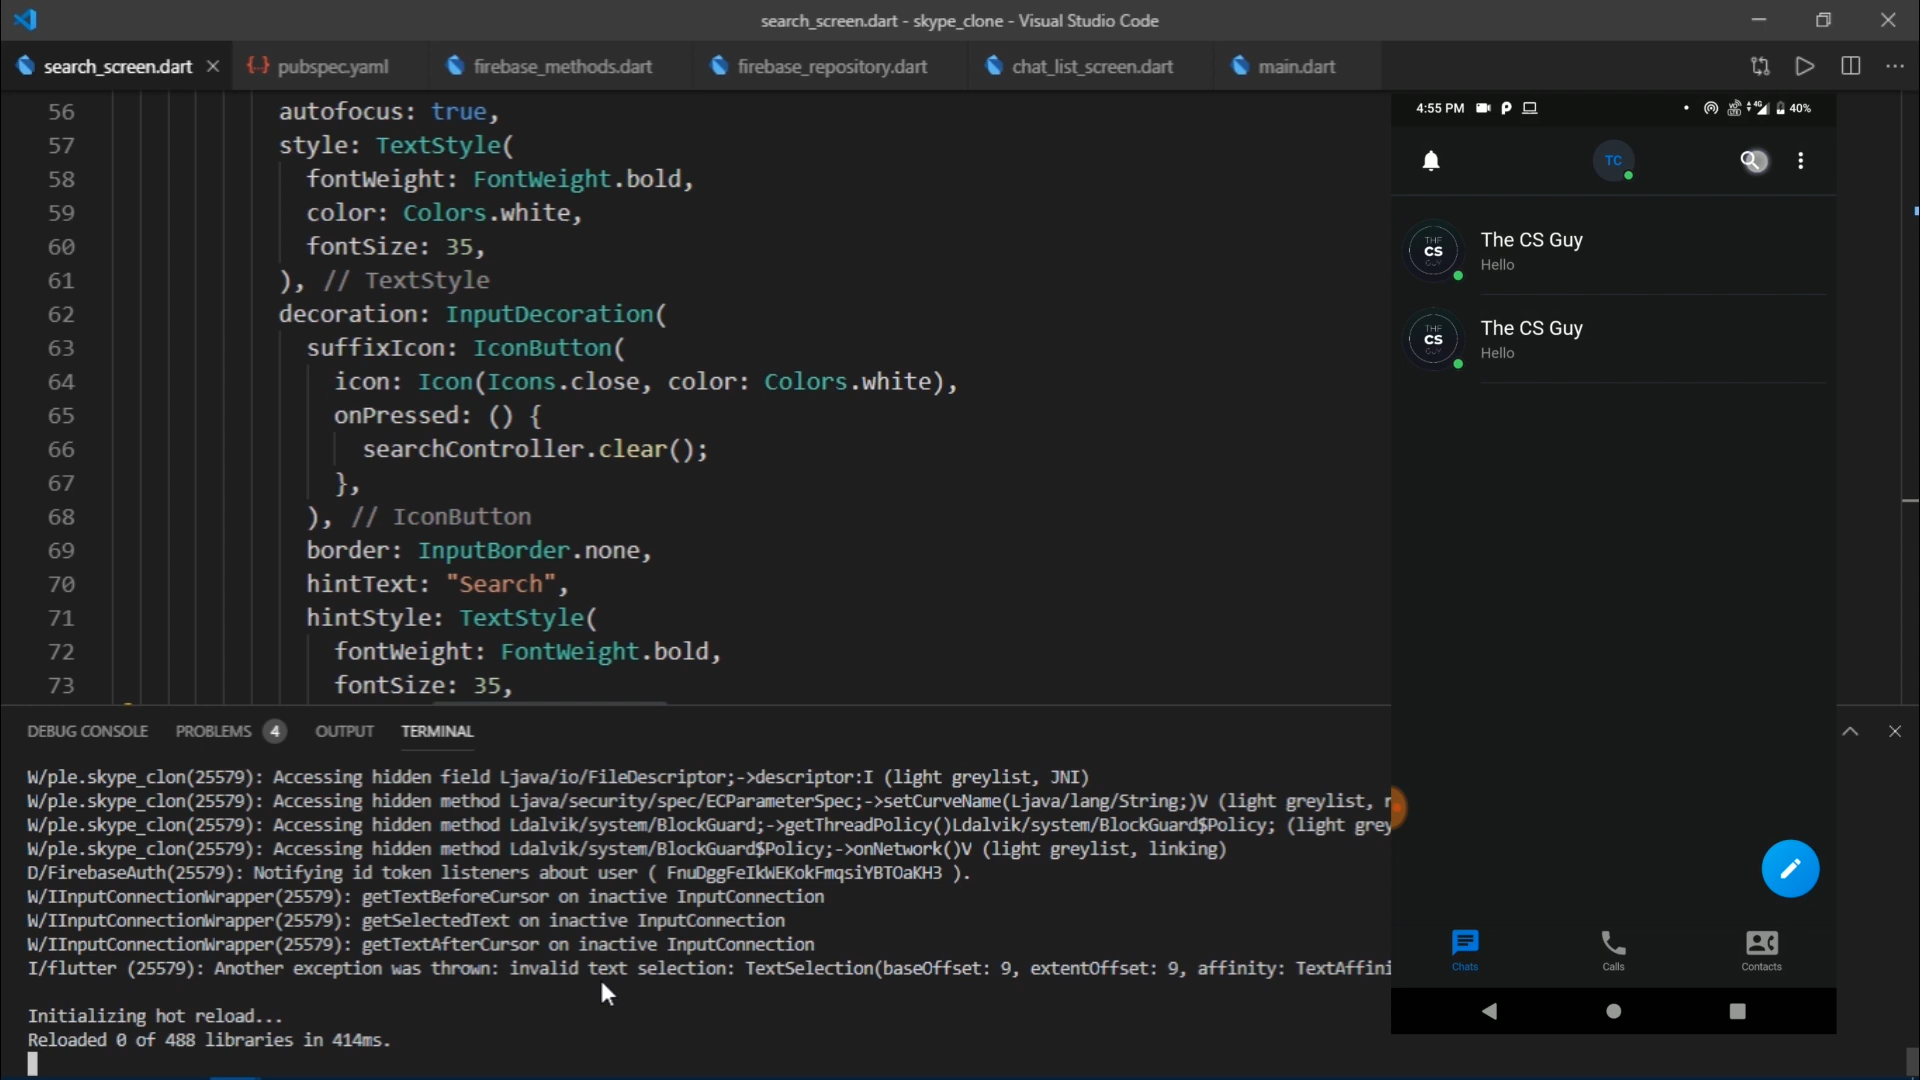 search_screen.dart - skype_clone - Visual Studio Code
search_screen.dart
pubspec.yaml
firebase_methods.dart
firebase_repository.dart
chat_list_screen.dart
main.dart
56 autofocus: true,
57 style: TextStyle(
58 fontWeight: FontWeight.bold,
59 color: Colors.white,
60 fontSize: 35,
61 ), // TextStyle
62 decoration: InputDecoration(
63 suffixIcon: IconButton(
64 icon: Icon(Icons.close, color: Colors.white),
65 onPressed: () {
66 searchController.clear();
67 },
68 ), // IconButton
69 border: InputBorder.none,
70 hintText: "Search",
71 hintStyle: TextStyle(
72 fontWeight: FontWeight.bold,
73 fontSize: 35,
4:55 PM
4G
40%
TC
THE CS GUY
The CS Guy
Hello
THE CS GUY
The CS Guy
Hello
Chats
Calls
Contacts
DEBUG CONSOLE
PROBLEMS 4
OUTPUT
TERMINAL
W/ple.skype_clon(25579): Accessing hidden field Ljava/io/FileDescriptor;->descriptor:I (light greylist, JNI)
W/ple.skype_clon(25579): Accessing hidden method Ljava/security/spec/ECParameterSpec;->setCurveName(Ljava/lang/String;)V (light greylist,
W/ple.skype_clon(25579): Accessing hidden method Ldalvik/system/BlockGuard;->getThreadPolicy()Ldalvik/system/BlockGuard$Policy; (light grey
W/ple.skype_clon(25579): Accessing hidden method Ldalvik/system/BlockGuard$Policy;->onNetwork()V (light greylist, linking)
D/FirebaseAuth(25579): Notifying id token listeners about user ( FnuDggFeIkWEKokFmqsiYBTOaKH3 ).
W/IInputConnectionWrapper(25579): getTextBeforeCursor on inactive InputConnection
W/IInputConnectionWrapper(25579): getSelectedText on inactive InputConnection
W/IInputConnectionWrapper(25579): getTextAfterCursor on inactive InputConnection
I/flutter (25579): Another exception was thrown: invalid text selection: TextSelection(baseOffset: 9, extentOffset: 9, affinity: TextAffini
Initializing hot reload...
Reloaded 0 of 488 libraries in 414ms.